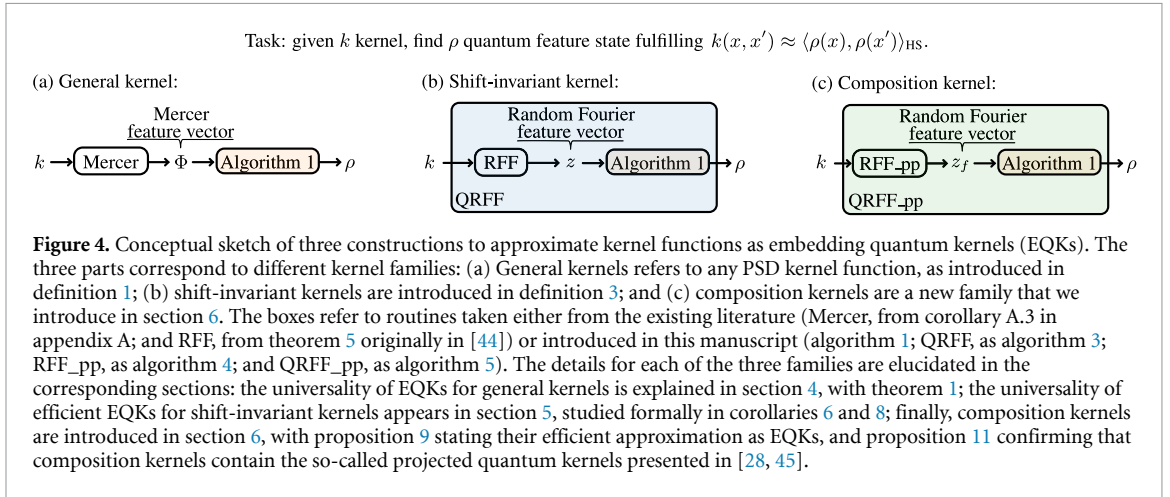 Task: given k kernel, find ρ quantum feature state fulfilling k(x, x′) ≈ ⟨ρ(x), ρ(x′)⟩HS.
(a) General kernel:
Mercer
feature vector
k Mercer Φ Algorithm 1 ρ
(b) Shift-invariant kernel:
Random Fourier
feature vector
k RFF z Algorithm 1 ρ
QRFF
(c) Composition kernel:
Random Fourier
feature vector
k RFF_pp z_f Algorithm 1 ρ
QRFF_pp
Figure 4. Conceptual sketch of three constructions to approximate kernel functions as embedding quantum kernels (EQKs). The
three parts correspond to different kernel families: (a) General kernels refers to any PSD kernel function, as introduced in
definition 1; (b) shift-invariant kernels are introduced in definition 3; and (c) composition kernels are a new family that we
introduce in section 6. The boxes refer to routines taken either from the existing literature (Mercer, from corollary A.3 in
appendix A; and RFF, from theorem 5 originally in [44]) or introduced in this manuscript (algorithm 1; QRFF, as algorithm 3;
RFF_pp, as algorithm 4; and QRFF_pp, as algorithm 5). The details for each of the three families are elucidated in the
corresponding sections: the universality of EQKs for general kernels is explained in section 4, with theorem 1; the universality of
efficient EQKs for shift-invariant kernels appears in section 5, studied formally in corollaries 6 and 8; finally, composition kernels
are introduced in section 6, with proposition 9 stating their efficient approximation as EQKs, and proposition 11 confirming that
composition kernels contain the so-called projected quantum kernels presented in [28, 45].